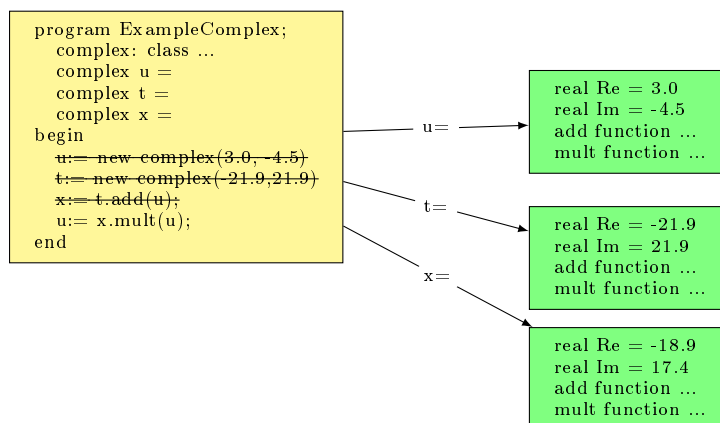 program ExampleComplex;
complex: class ...
complex u =
complex t =
complex x =
begin
u:= new complex(3.0, -4.5)
t:= new complex(-21.9,21.9)
x:= t.add(u);
u:= x.mult(u);
end
u=
t=
x=
real Re = 3.0
real Im = -4.5
add function ...
mult function ...
real Re = -21.9
real Im = 21.9
add function ...
mult function ...
real Re = -18.9
real Im = 17.4
add function ...
mult function ...